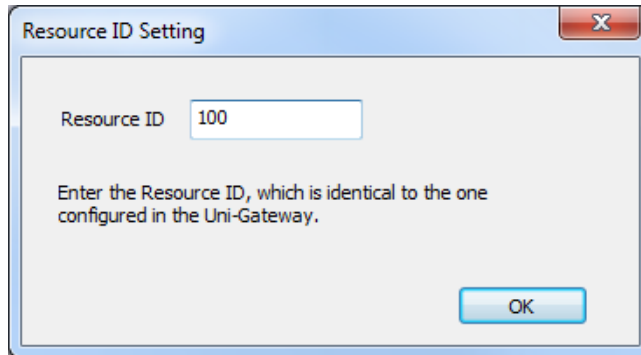 Resource ID Setting
Resource ID 100
Enter the Resource ID, which is identical to the one
configured in the Uni-Gateway.
OK